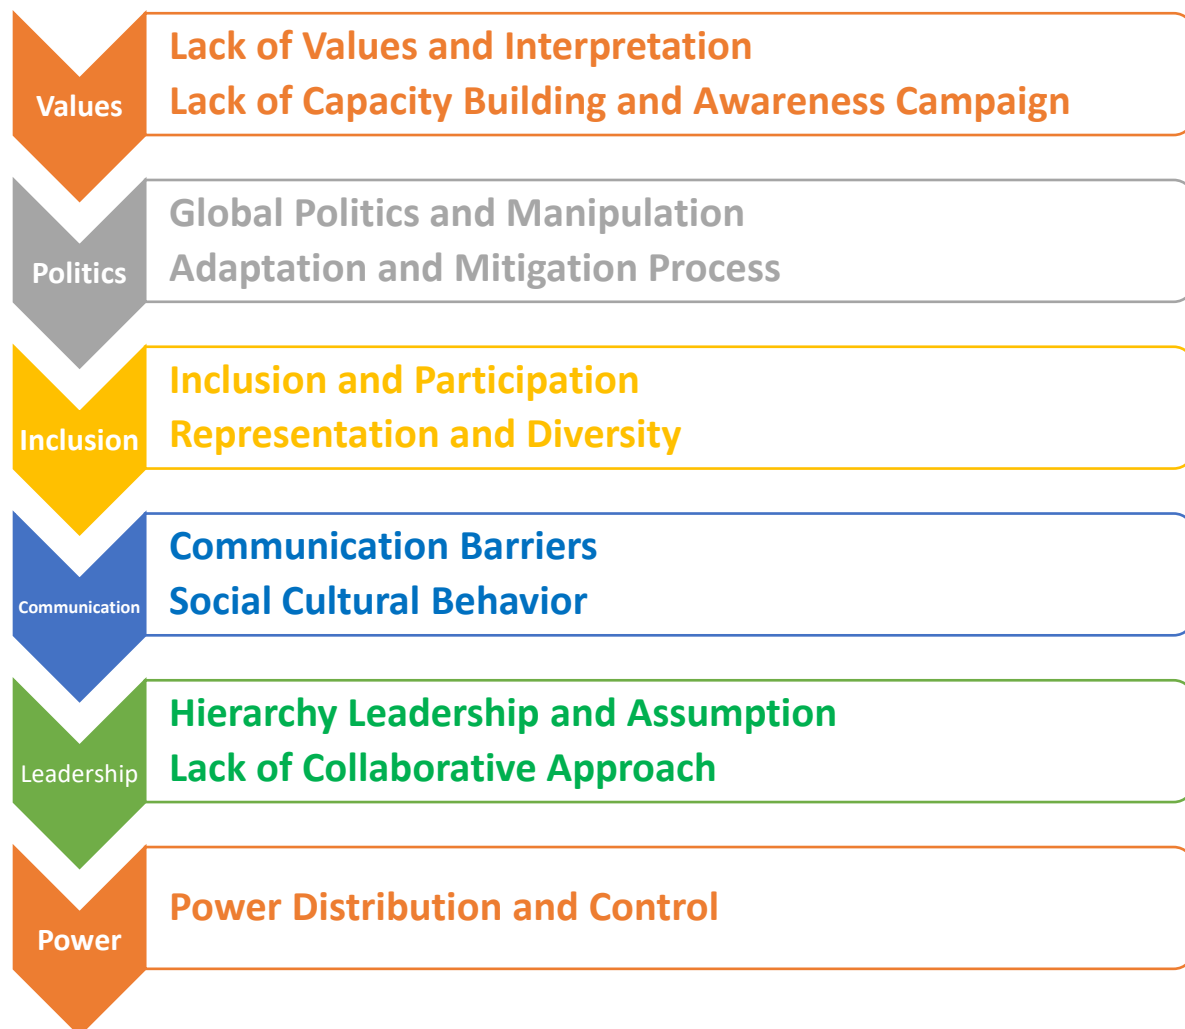 Values
Lack of Values and Interpretation
Lack of Capacity Building and Awareness Campaign
Politics
Global Politics and Manipulation
Adaptation and Mitigation Process
Inclusion
Inclusion and Participation
Representation and Diversity
Communication
Communication Barriers
Social Cultural Behavior
Leadership
Hierarchy Leadership and Assumption
Lack of Collaborative Approach
Power
Power Distribution and Control